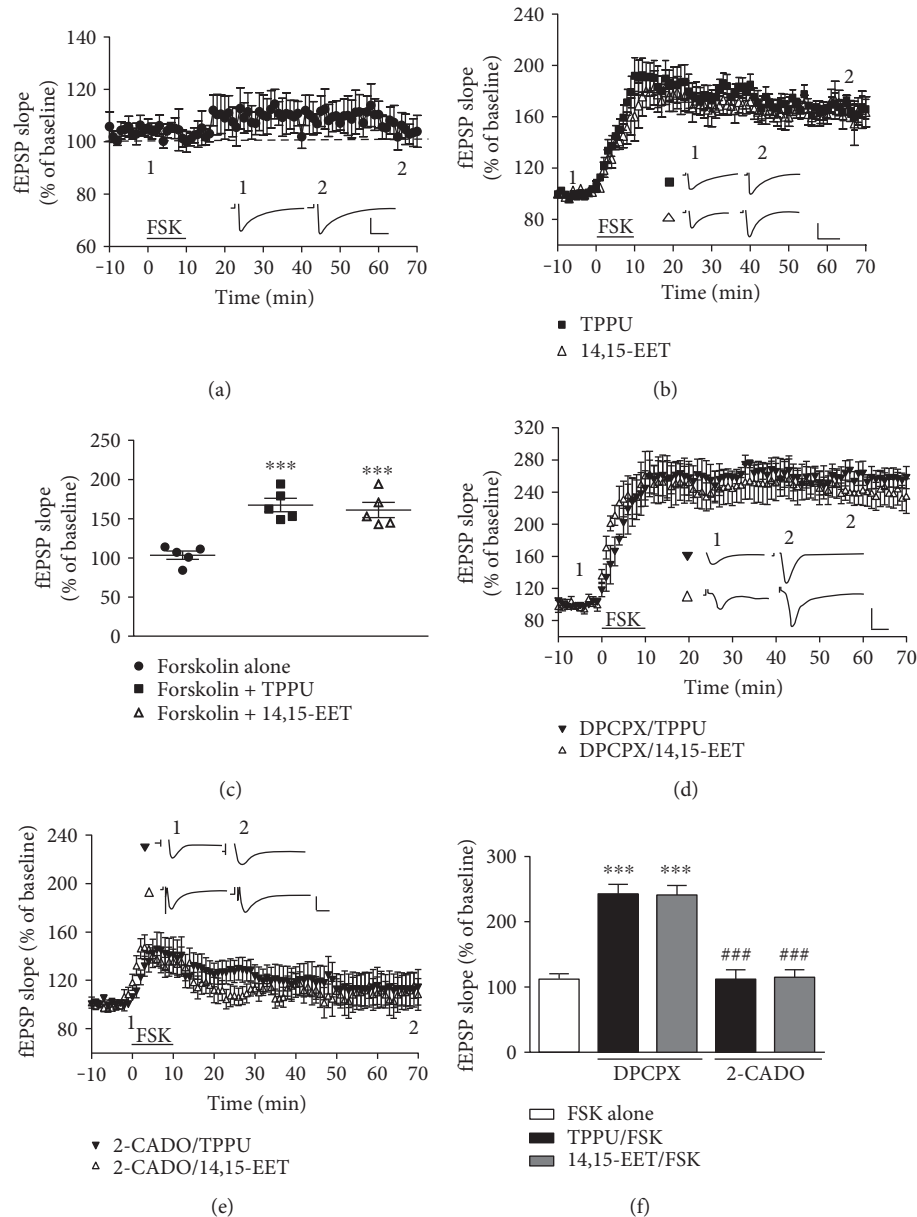 140
120
100
80
60
fEPSP slope
(% of baseline)
1
2
1
2
FSK
−10 0 10 20 30 40 50 60 70
Time (min)
(a)
240
200
160
120
80
fEPSP slope
(% of baseline)
1
2
1
2
FSK
−10 0 10 20 30 40 50 60 70
Time (min)
TPPU
14,15-EET
(b)
250
200
150
100
50
0
fEPSP slope
(% of baseline)
***
***
Forskolin alone
Forskolin + TPPU
Forskolin + 14,15-EET
(c)
320
280
240
200
160
120
80
fEPSP slope
(% of baseline)
1
2
1
2
FSK
−10 0 10 20 30 40 50 60 70
Time (min)
DPCPX/TPPU
DPCPX/14,15-EET
(d)
240
200
160
120
80
fEPSP slope (% of baseline)
1
2
1
2
FSK
−10 0 10 20 30 40 50 60 70
Time (min)
2-CADO/TPPU
2-CADO/14,15-EET
(e)
300
200
100
0
fEPSP slope (% of baseline)
*** ***
### ###
DPCPX 2-CADO
FSK alone
TPPU/FSK
14,15-EET/FSK
(f)